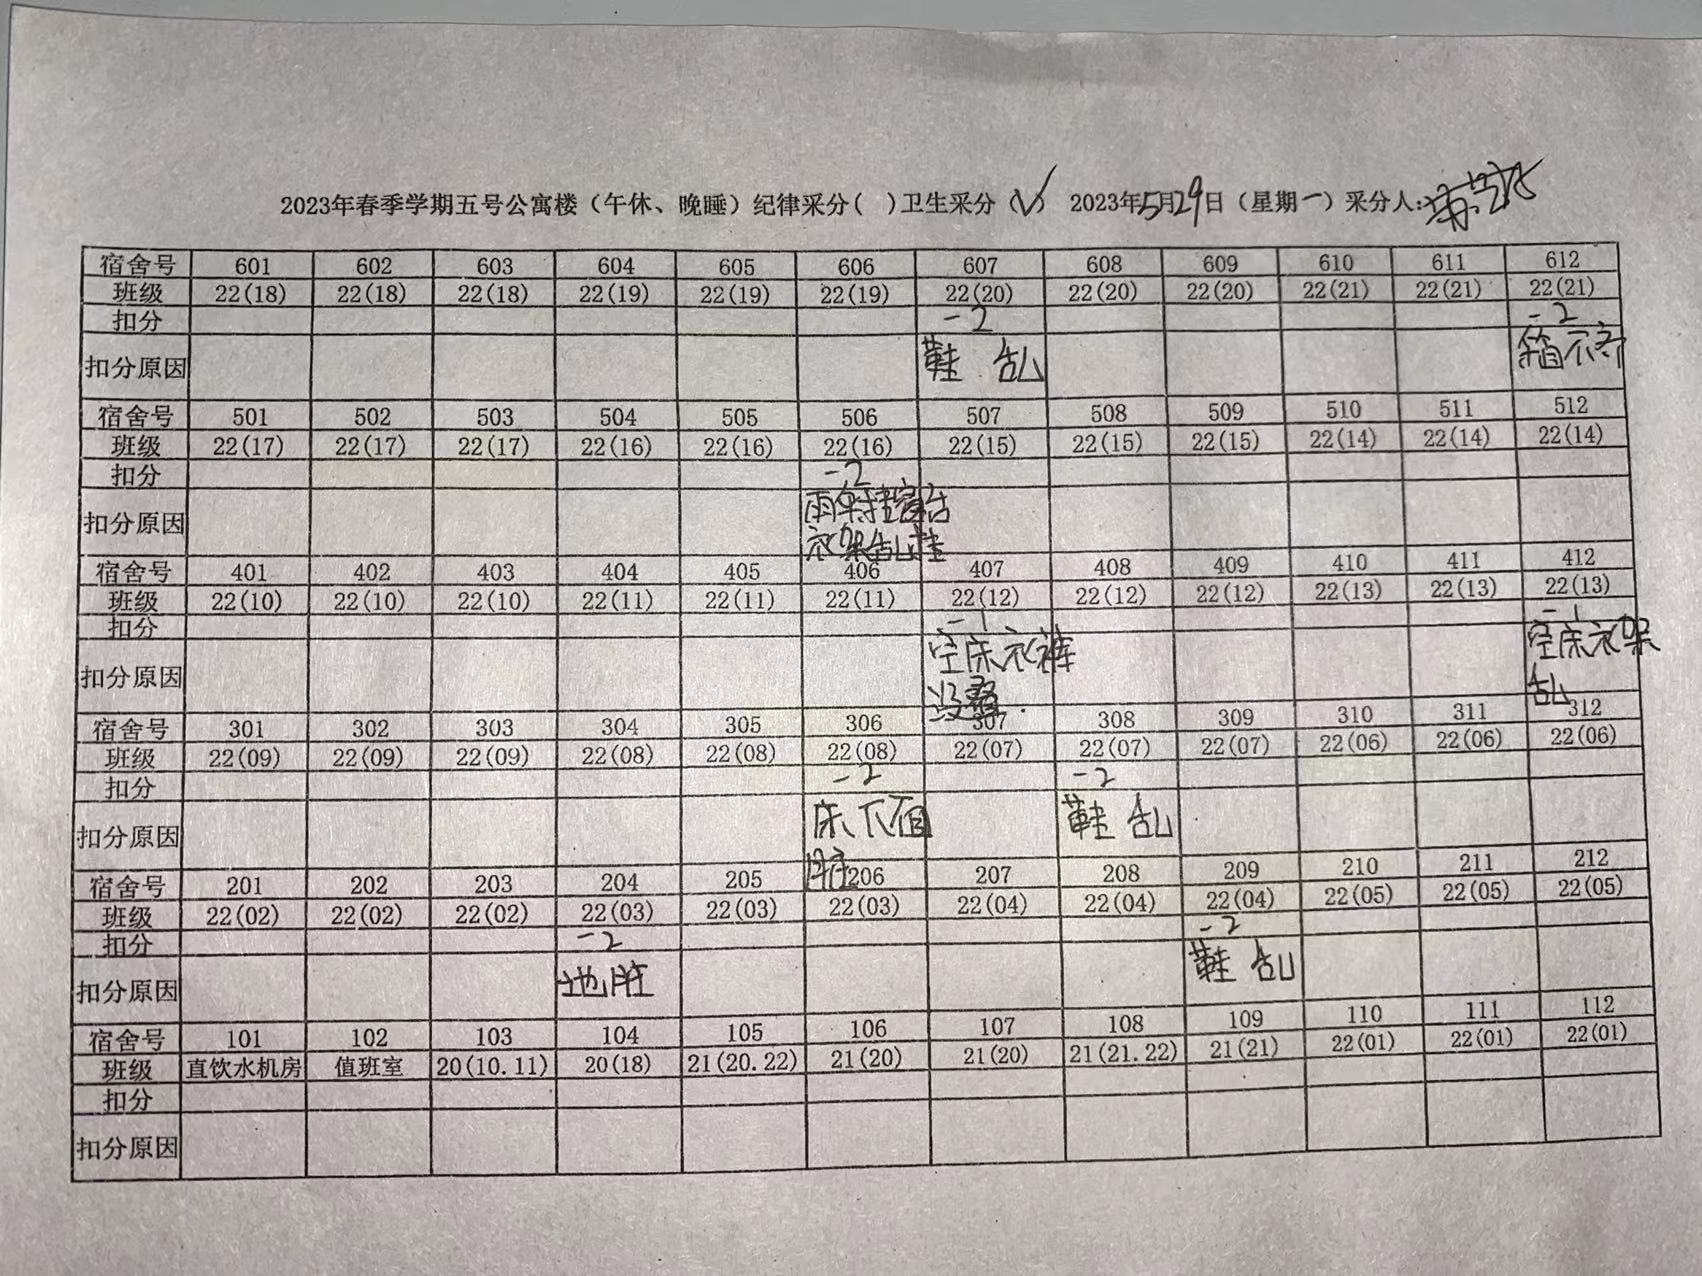 2023年春季学期五号公寓楼（午休、晚睡）纪律采分（ ）卫生采分（√） 2023年5月29日（星期一）采分人:
宿舍号 601 602 603 604 605 606 607 608 609 610 611 612
班级 22(18) 22(18) 22(18) 22(19) 22(19) 22(19) 22(20) 22(20) 22(20) 22(21) 22(21) 22(21)
扣分 -2 -2
扣分原因 鞋乱 箱不齐
宿舍号 501 502 503 504 505 506 507 508 509 510 511 512
班级 22(17) 22(17) 22(17) 22(16) 22(16) 22(16) 22(15) 22(15) 22(15) 22(14) 22(14) 22(14)
扣分 -2
扣分原因 雨伞挂宿舍
衣架乱挂
宿舍号 401 402 403 404 405 406 407 408 409 410 411 412
班级 22(10) 22(10) 22(10) 22(11) 22(11) 22(11) 22(12) 22(12) 22(12) 22(13) 22(13) 22(13)
扣分 -1 -1
扣分原因 空床衣裤 空床衣架
没叠. 乱
宿舍号 301 302 303 304 305 306 307 308 309 310 311 312
班级 22(09) 22(09) 22(09) 22(08) 22(08) 22(08) 22(07) 22(07) 22(07) 22(06) 22(06) 22(06)
扣分 -2 -2
扣分原因 床下面 鞋乱
脏
宿舍号 201 202 203 204 205 206 207 208 209 210 211 212
班级 22(02) 22(02) 22(02) 22(03) 22(03) 22(03) 22(04) 22(04) 22(04) 22(05) 22(05) 22(05)
扣分 -2 -2
扣分原因 地脏 鞋乱
宿舍号 101 102 103 104 105 106 107 108 109 110 111 112
班级 直饮水机房 值班室 20(10.11) 20(18) 21(20.22) 21(20) 21(20) 21(21.22) 21(21) 22(01) 22(01) 22(01)
扣分
扣分原因